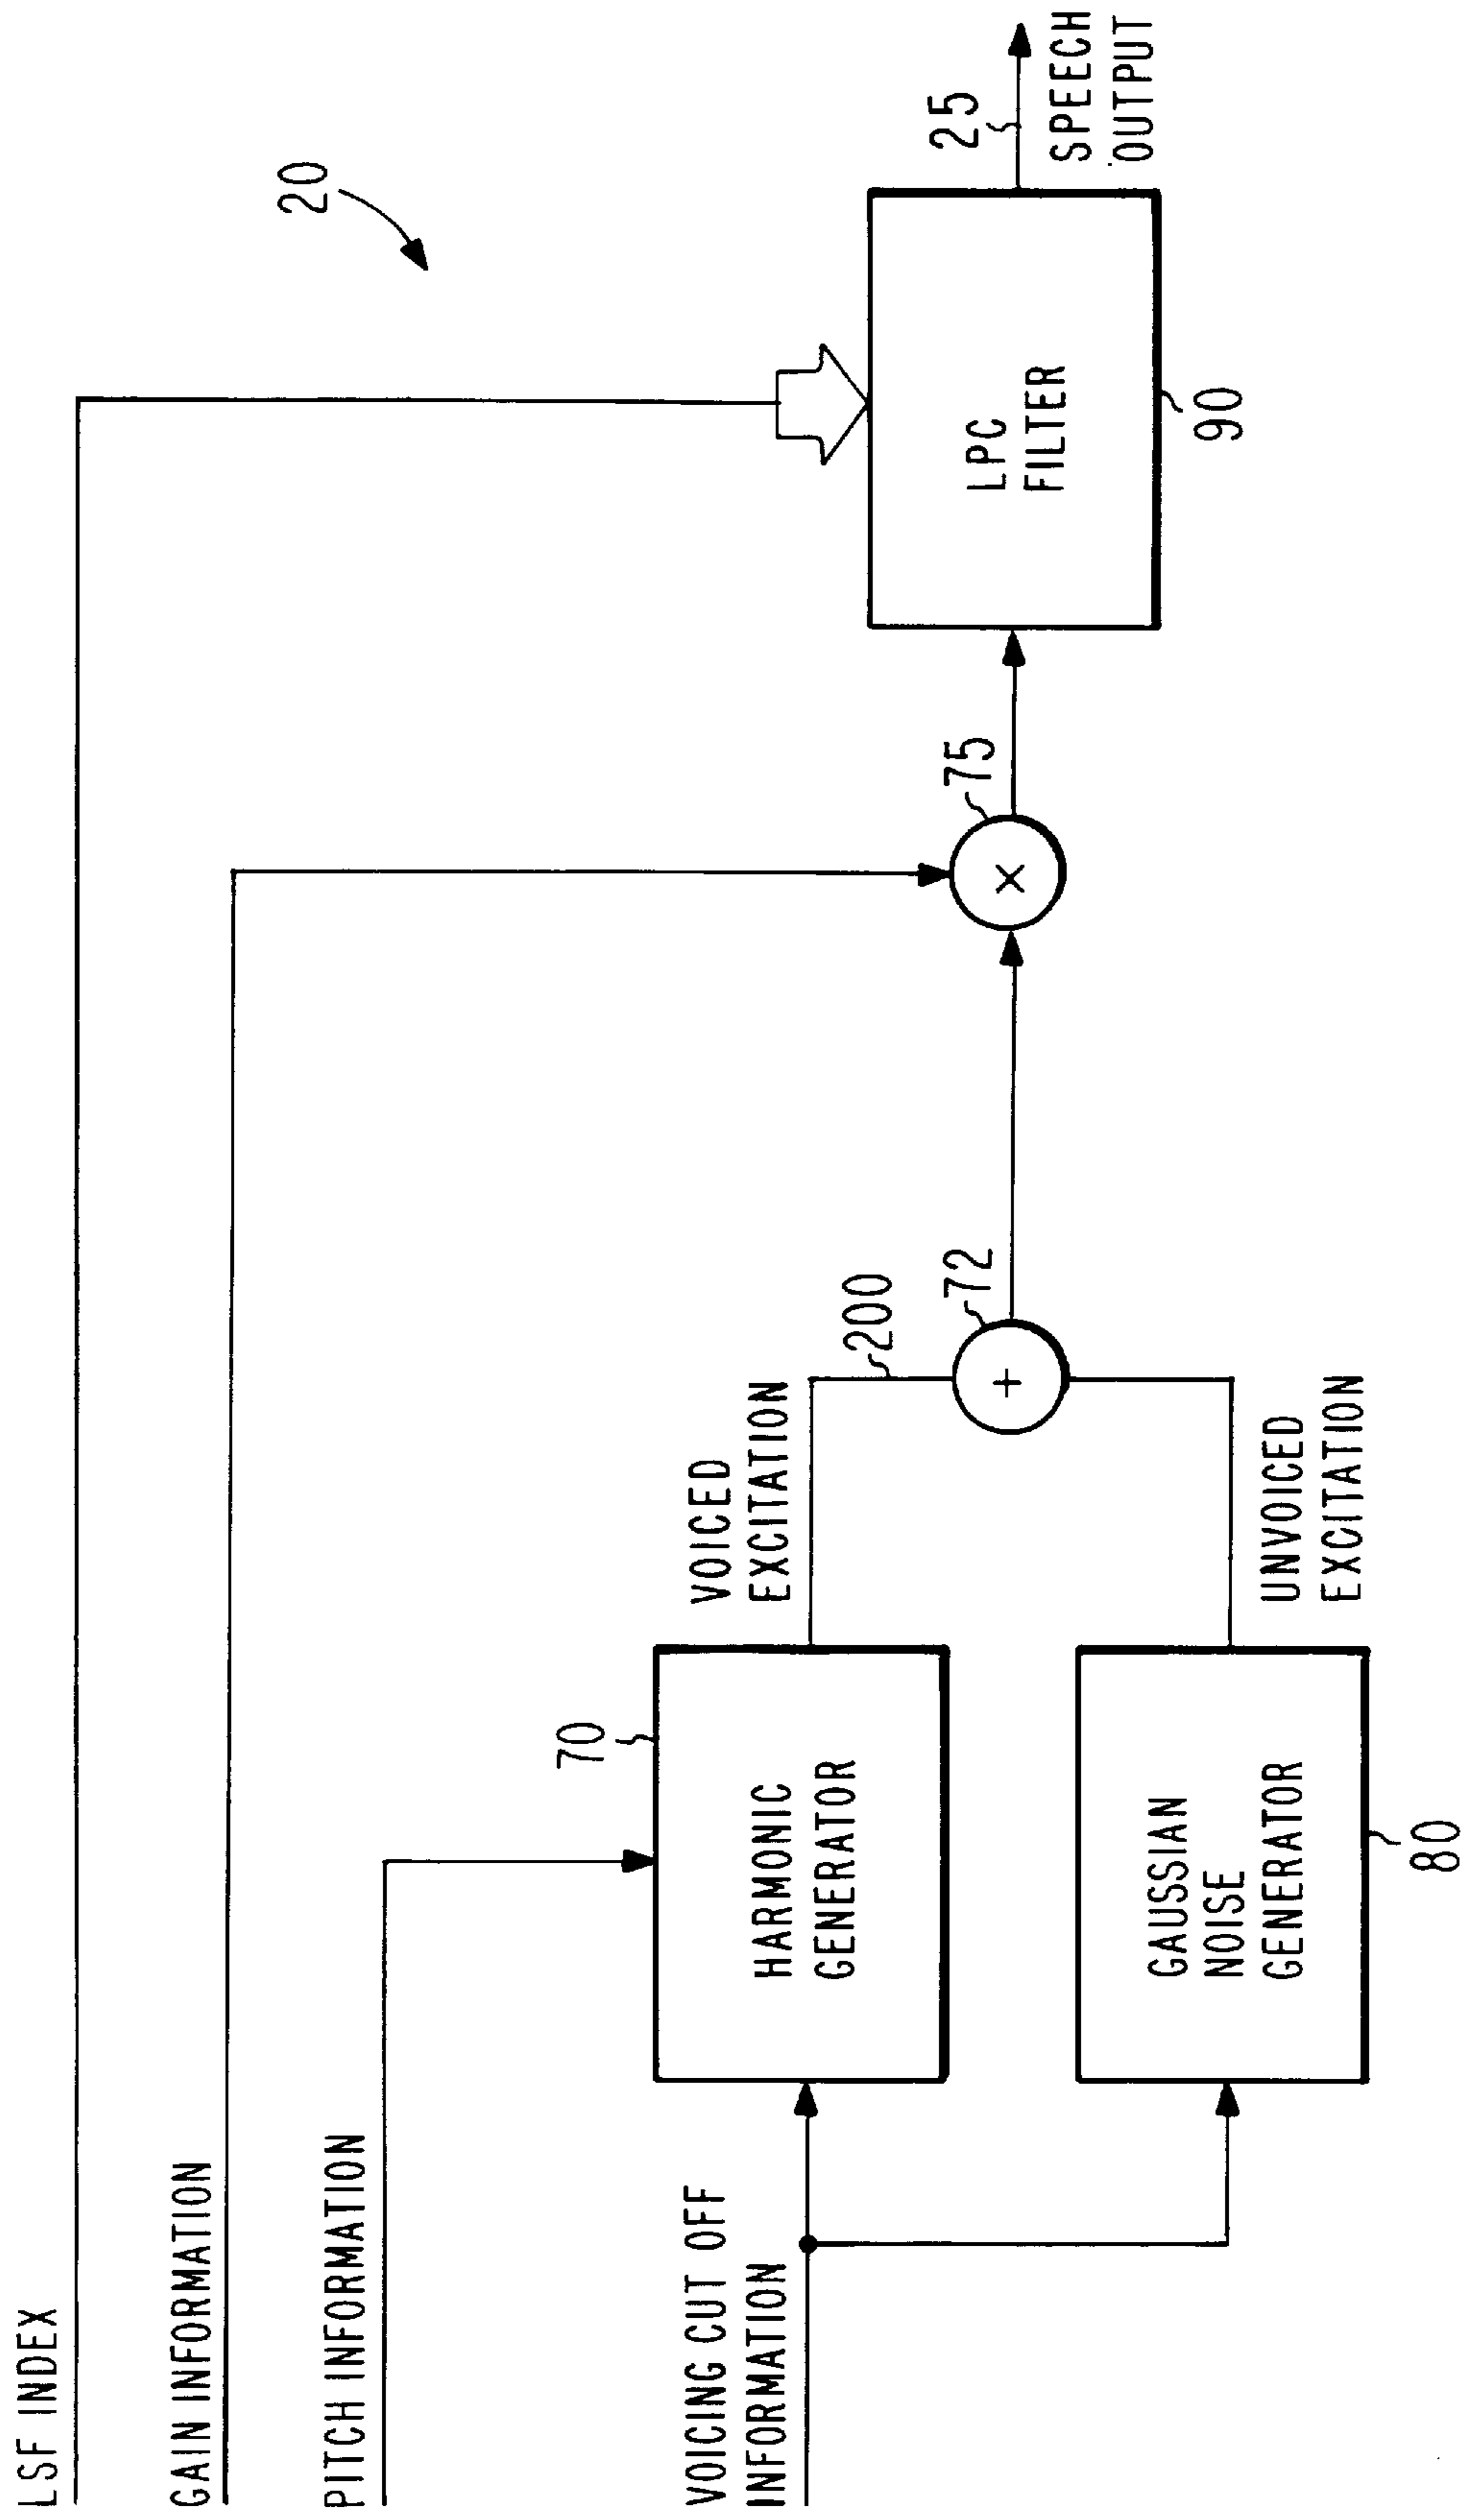 LSF INDEX
GAIN INFORMATION
PITCH INFORMATION
VOICING CUT OFF
INFORMATION
70
HARMONIC
GENERATOR
GAUSSIAN
NOISE
GENERATOR
80
VOICED
EXCITATION
UNVOICED
EXCITATION
200
72
+
75
X
LPC
FILTER
90
20
25
SPEECH
OUTPUT